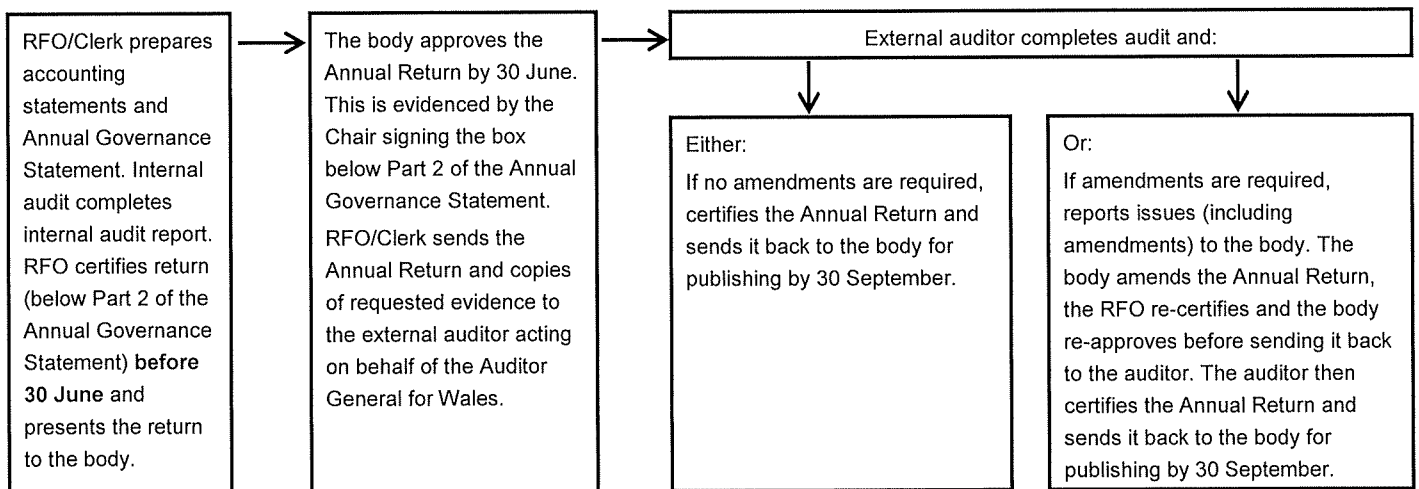 RFO/Clerk prepares
accounting
statements and
Annual Governance
Statement. Internal
audit completes
internal audit report.
RFO certifies return
(below Part 2 of the
Annual Governance
Statement) before
30 June and
presents the return
to the body.
The body approves the
Annual Return by 30 June.
This is evidenced by the
Chair signing the box
below Part 2 of the Annual
Governance Statement.
RFO/Clerk sends the
Annual Return and copies
of requested evidence to
the external auditor acting
on behalf of the Auditor
General for Wales.
External auditor completes audit and:
Either:
If no amendments are required,
certifies the Annual Return and
sends it back to the body for
publishing by 30 September.
Or:
If amendments are required,
reports issues (including
amendments) to the body. The
body amends the Annual Return,
the RFO re-certifies and the body
re-approves before sending it back
to the auditor. The auditor then
certifies the Annual Return and
sends it back to the body for
publishing by 30 September.